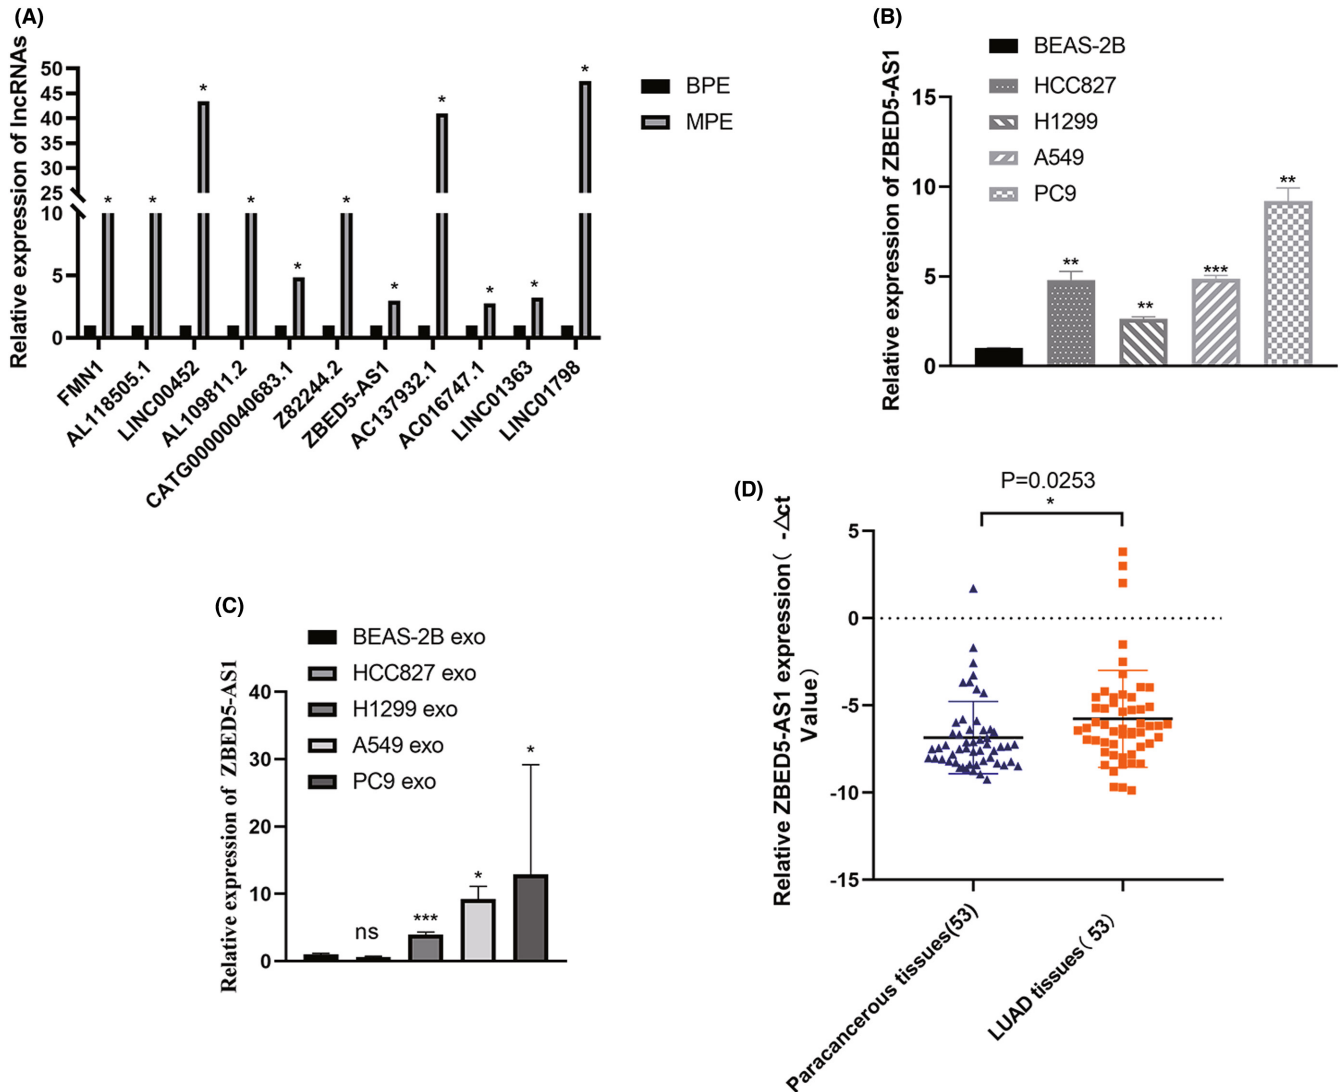 (A)
Relative expression of lncRNAs
50
45
40
35
30
25
10
5
0
* * * * * * * * * * *
BPE
MPE
FMN1
AL118505.1
LINC00452
AL109811.2
CATG00000040683.1
Z82244.2
ZBED5-AS1
AC137932.1
AC016747.1
LINC01363
LINC01798
(B)
Relative expression of ZBED5-AS1
BEAS-2B
HCC827
H1299
A549
PC9
15
10
5
0
** ** *** **
(C)
Relative expression of ZBED5-AS1
BEAS-2B exo
HCC827 exo
H1299 exo
A549 exo
PC9 exo
40
30
20
10
0
ns *** * *
(D)
Relative ZBED5-AS1 expression( -Δct
Value)
P=0.0253
*
5
0
-5
-10
-15
Paracancerous tissues(53)
LUAD tissues(53)